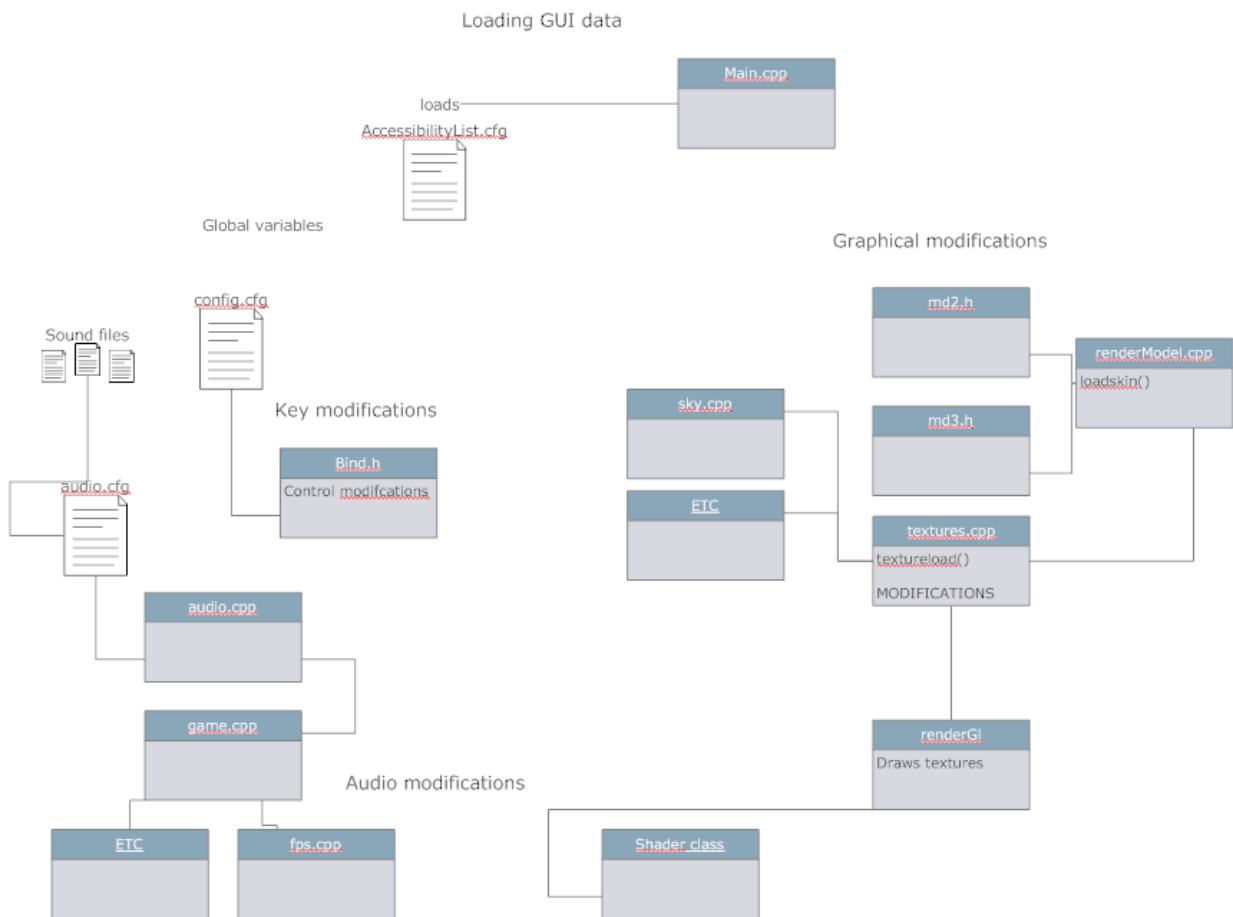 Loading GUI data
Main.cpp
loads
AccessibilityList.cfg
Global variables
Graphical modifications
config.cfg
md2.h
Sound files
renderModel.cpp
loadskin()
Key modifications
sky.cpp
md3.h
Bind.h
Control modifcations
audio.cfg
ETC
textures.cpp
textureload()
MODIFICATIONS
audio.cpp
game.cpp
renderGl
Draws textures
Audio modifications
ETC
fps.cpp
Shader class